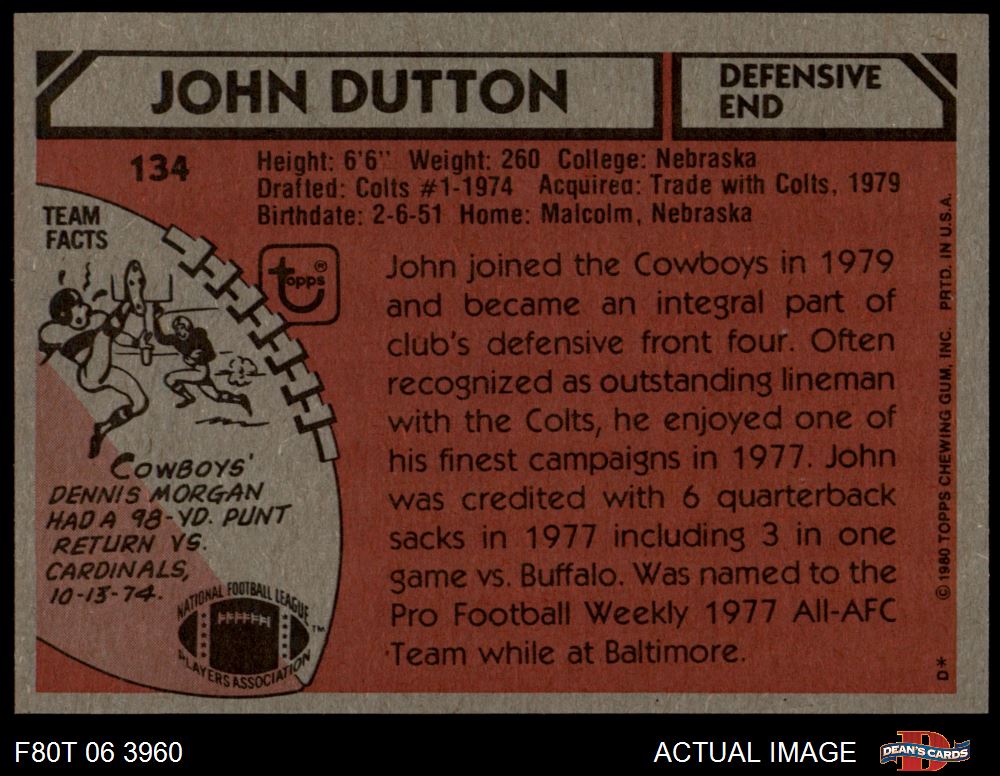 JOHN DUTTON
DEFENSIVE
END
134
Height: 6'6" Weight: 260 College: Nebraska
Drafted: Colts #1-1974 Acquired: Trade with Colts, 1979
Birthdate: 2-6-51 Home: Malcolm, Nebraska
TEAM
FACTS
topps®
COWBOYS'
DENNIS MORGAN
HAD A 98-YD. PUNT
RETURN VS.
CARDINALS,
10-13-74.
NATIONAL FOOTBALL LEAGUE
PLAYERS ASSOCIATION
TM
John joined the Cowboys in 1979
and became an integral part of
club's defensive front four. Often
recognized as outstanding lineman
with the Colts, he enjoyed one of
his finest campaigns in 1977. John
was credited with 6 quarterback
sacks in 1977 including 3 in one
game vs. Buffalo. Was named to the
Pro Football Weekly 1977 All-AFC
Team while at Baltimore.
© 1980 TOPPS CHEWING GUM, INC. PRTD. IN U.S.A.
D*
F80T 06 3960
ACTUAL IMAGE
DEAN'S CARDS